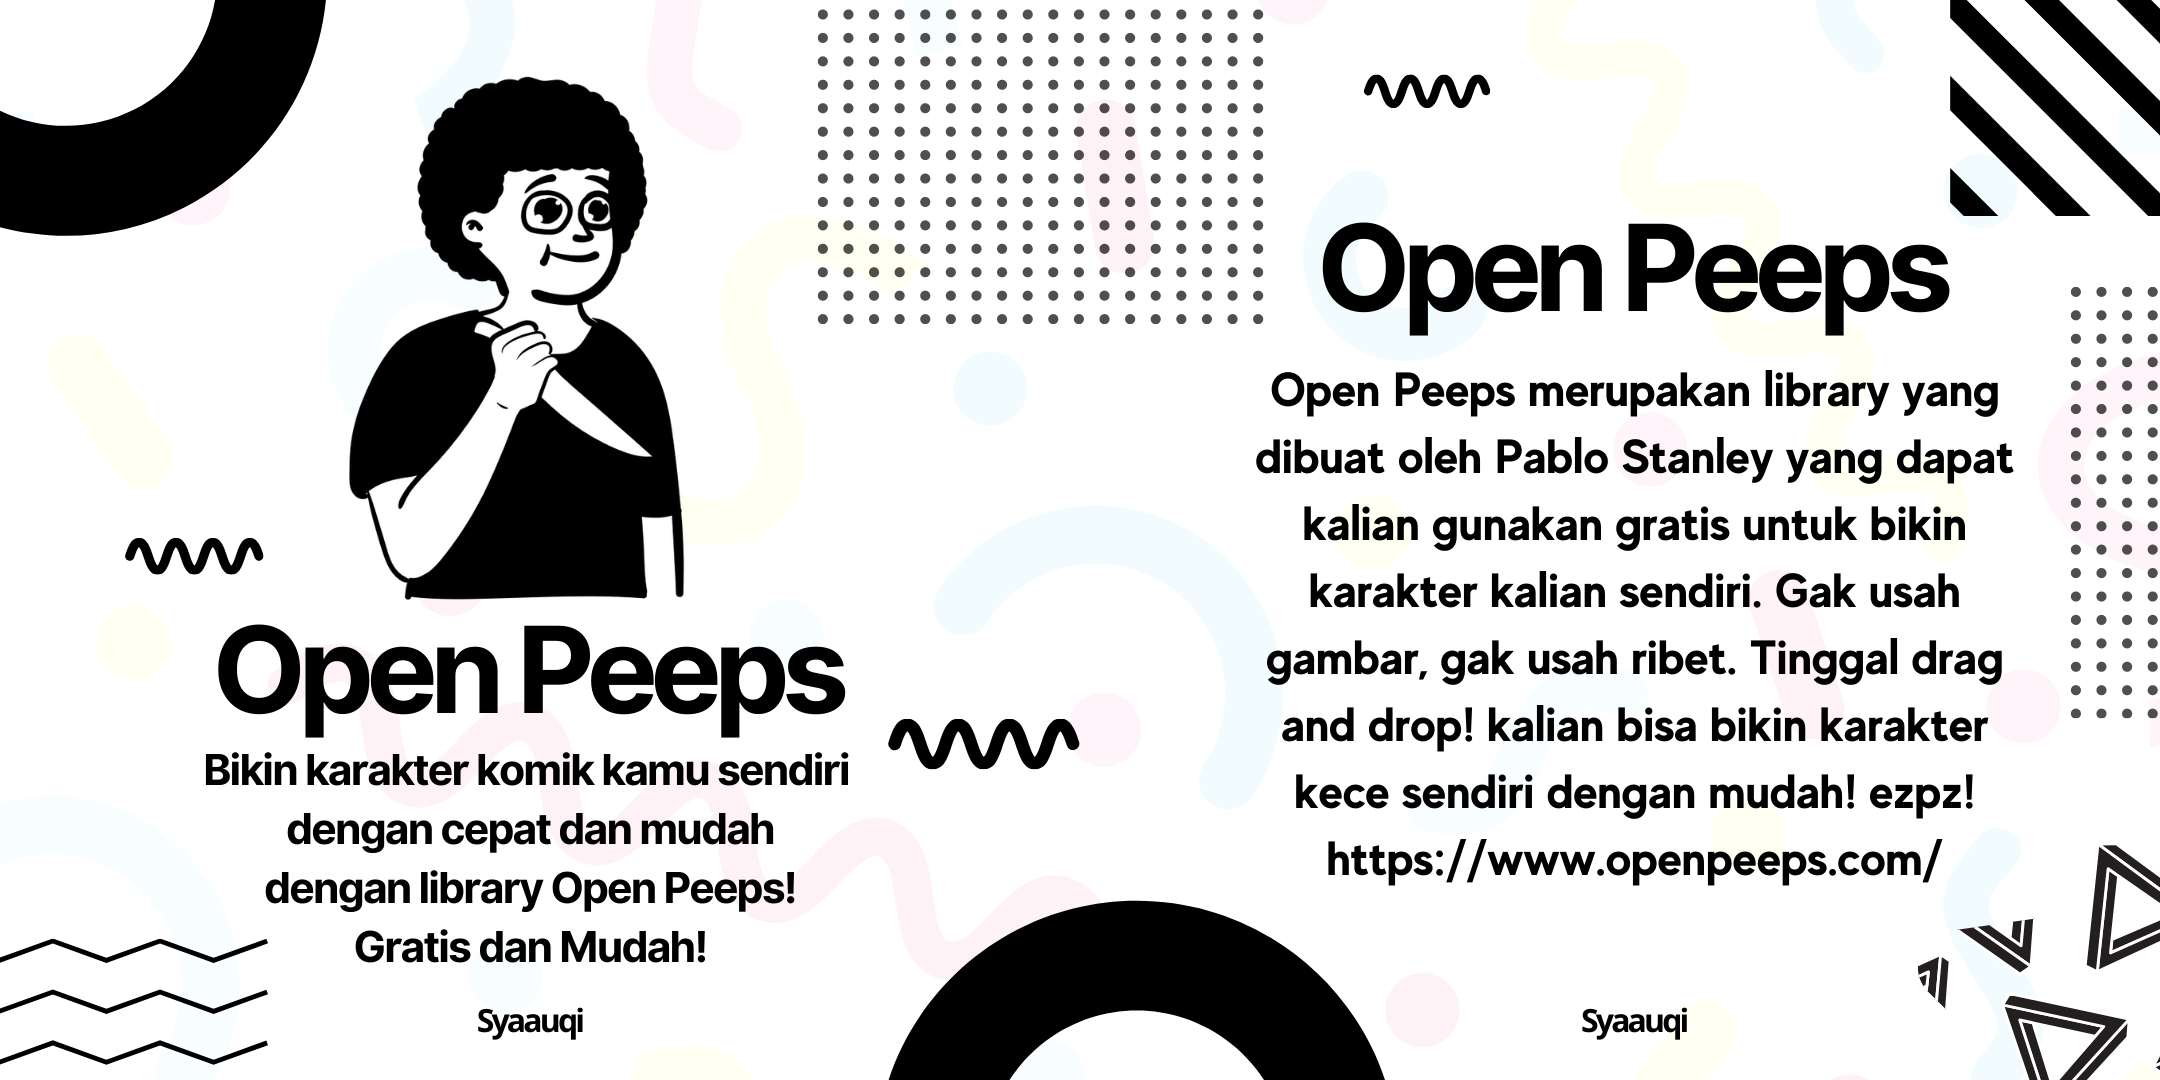 Open Peeps
Bikin karakter komik kamu sendiri
dengan cepat dan mudah
dengan library Open Peeps!
Gratis dan Mudah!
Syaauqi
Open Peeps
Open Peeps merupakan library yang
dibuat oleh Pablo Stanley yang dapat
kalian gunakan gratis untuk bikin
karakter kalian sendiri. Gak usah
gambar, gak usah ribet. Tinggal drag
and drop! kalian bisa bikin karakter
kece sendiri dengan mudah! ezpz!
https://www.openpeeps.com/
Syaauqi